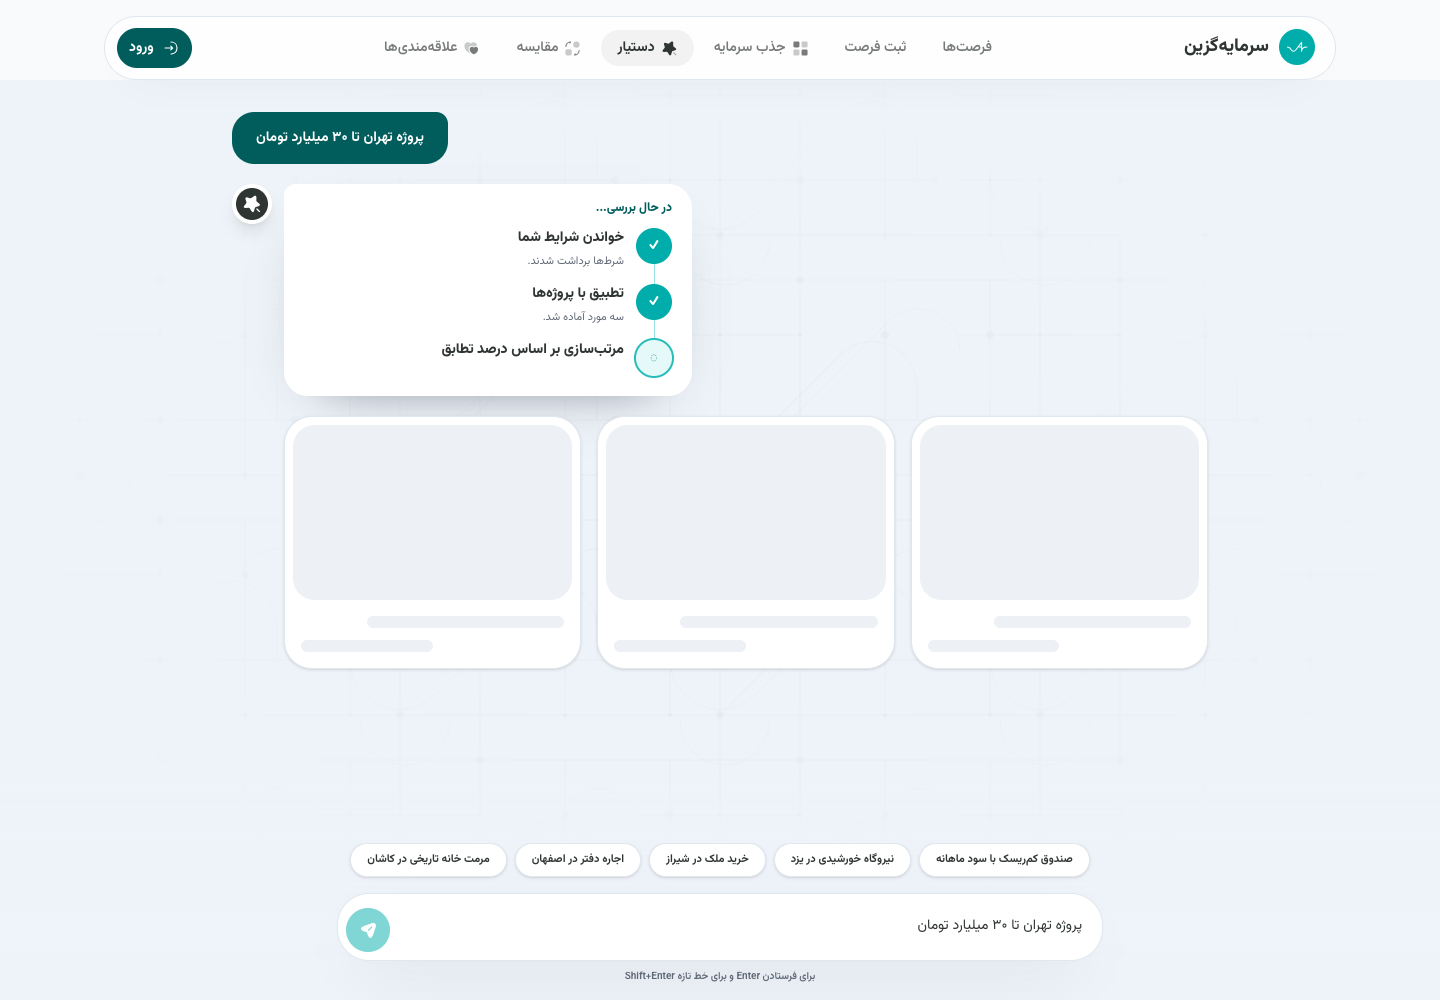 سرمایه‌گزین
فرصت‌ها
ثبت فرصت
جذب سرمایه
دستیار
مقایسه
علاقه‌مندی‌ها
ورود
پروژه تهران تا ۳۰ میلیارد تومان
در حال بررسی...
خواندن شرایط شما
شرط‌ها برداشت شدند.
تطبیق با پروژه‌ها
سه مورد آماده شد.
مرتب‌سازی بر اساس درصد تطابق
صندوق کم‌ریسک با سود ماهانه
نیروگاه خورشیدی در یزد
خرید ملک در شیراز
اجاره دفتر در اصفهان
مرمت خانه تاریخی در کاشان
پروژه تهران تا ۳۰ میلیارد تومان
برای فرستادن Enter و برای خط تازه Shift+Enter